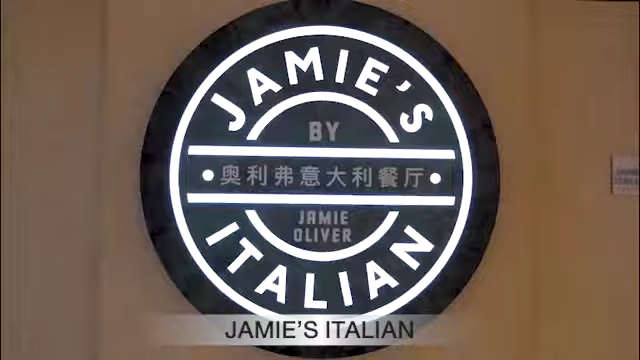 JAMIE'S
BY
奥利弗意大利餐厅
JAMIE
OLIVER
ITALIAN
JAMIE'S ITALIAN